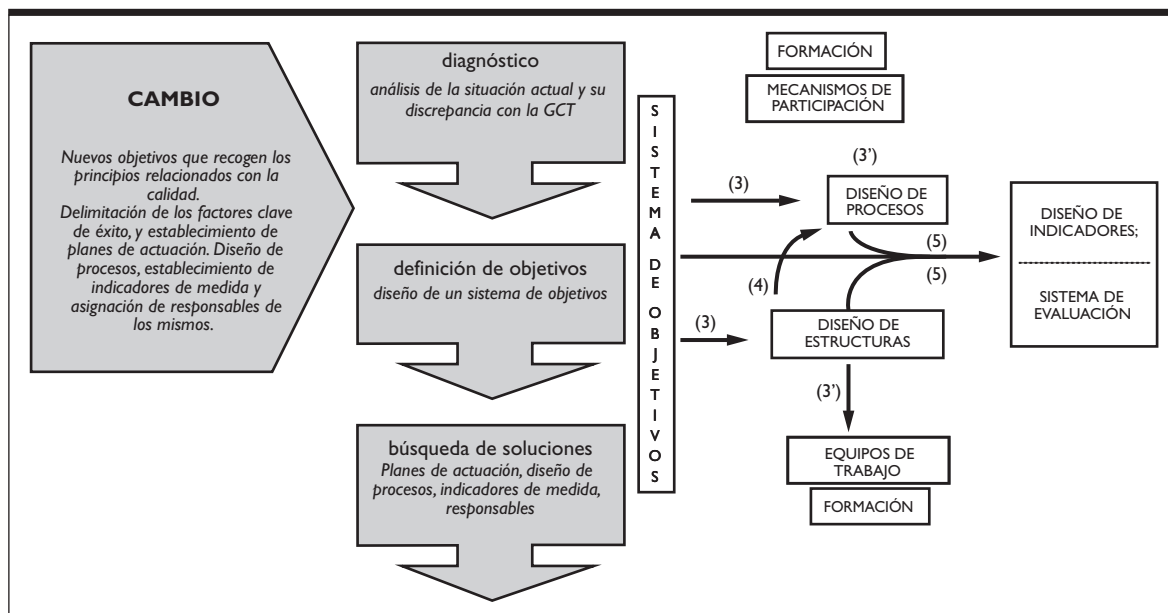 CAMBIO
Nuevos objetivos que recogen los
principios relacionados con la
calidad.
Delimitación de los factores clave
de éxito, y establecimiento de
planes de actuación. Diseño de
procesos, establecimiento de
indicadores de medida y
asignación de responsables de
los mismos.
diagnóstico
análisis de la situación actual y su
discrepancia con la GCT
definición de objetivos
diseño de un sistema de objetivos
búsqueda de soluciones
Planes de actuación, diseño de
procesos, indicadores de medida,
responsables
SISTEMA DE OBJETIVOS
FORMACIÓN
MECANISMOS DE
PARTICIPACIÓN
(3’)
(3)
DISEÑO DE
PROCESOS
(5)
(4)
(5)
(3)
DISEÑO DE
ESTRUCTURAS
(3’)
EQUIPOS DE
TRABAJO
FORMACIÓN
DISEÑO DE
INDICADORES;
SISTEMA DE
EVALUACIÓN